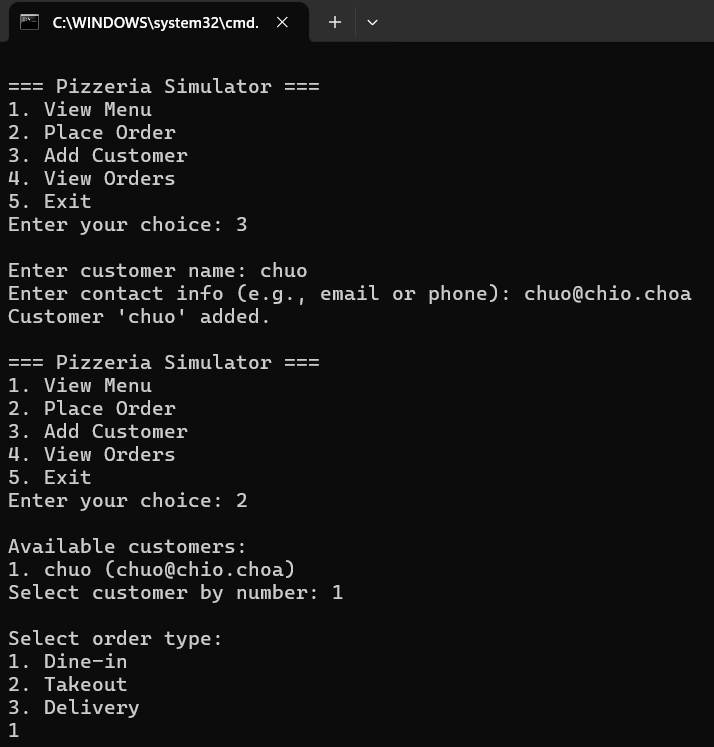 C:\WINDOWS\system32\cmd.
=== Pizzeria Simulator ===
1. View Menu
2. Place Order
3. Add Customer
4. View Orders
5. Exit
Enter your choice: 3
Enter customer name: chuo
Enter contact info (e.g., email or phone): chuo@chio.choa
Customer 'chuo' added.
=== Pizzeria Simulator ===
1. View Menu
2. Place Order
3. Add Customer
4. View Orders
5. Exit
Enter your choice: 2
Available customers:
1. chuo (chuo@chio.choa)
Select customer by number: 1
Select order type:
1. Dine-in
2. Takeout
3. Delivery
1